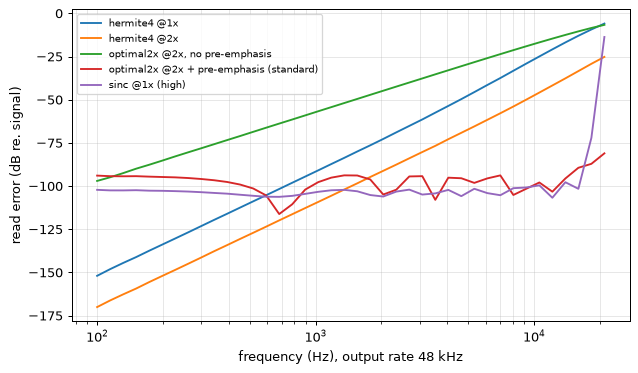 hermite4 @1x
hermite4 @2x
optimal2x @2x, no pre-emphasis
optimal2x @2x + pre-emphasis (standard)
sinc @1x (high)
read error (dB re. signal)
0
−25
−50
−75
−100
−125
−150
−175
10² 10³ 10⁴
frequency (Hz), output rate 48 kHz